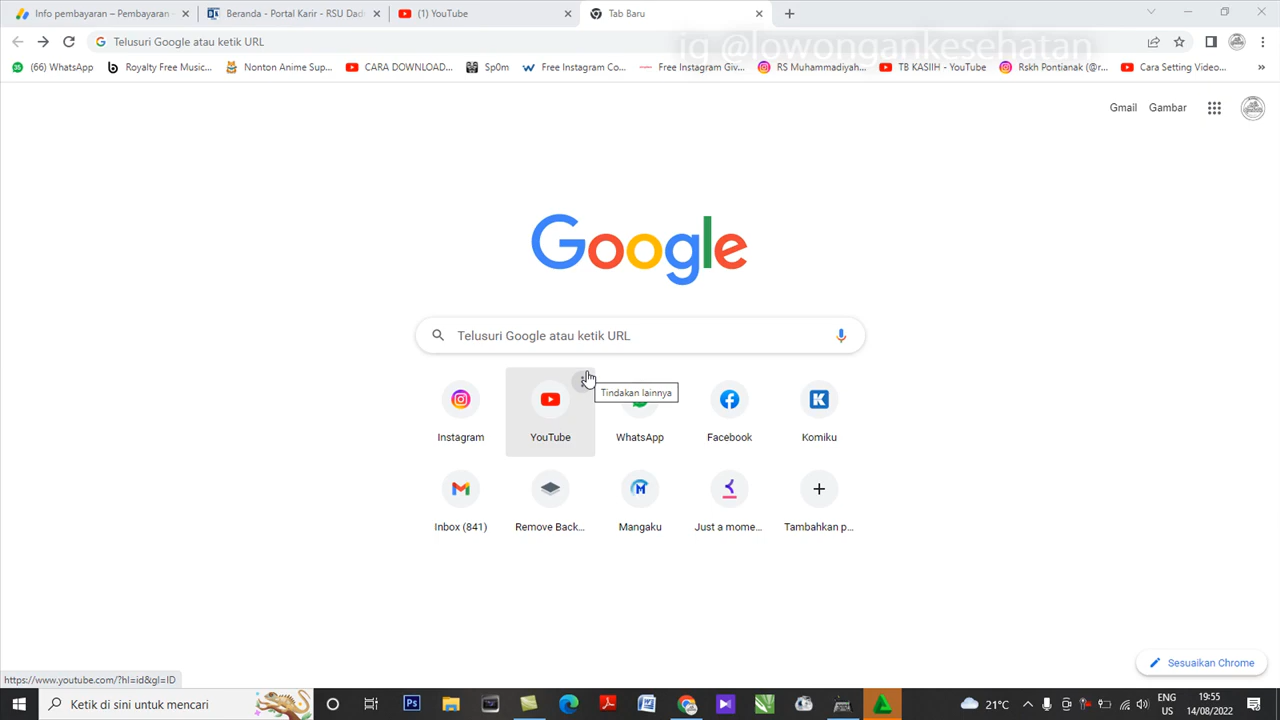 Info pembayaran – Pembayaran
Beranda - Portal Karir - RSU Dad
(1) YouTube
Tab Baru
Telusuri Google atau ketik URL
ig @lowongankesehatan
(66) WhatsApp
Royalty Free Music...
Nonton Anime Sup...
CARA DOWNLOAD...
Sp0m
Free Instagram Co...
Free Instagram Giv...
RS Muhammadiyah...
TB KASIIH - YouTube
Rskh Pontianak (@r...
Cara Setting Video...
Gmail
Gambar
Google
Telusuri Google atau ketik URL
Tindakan lainnya
Instagram
YouTube
WhatsApp
Facebook
Komiku
Inbox (841)
Remove Back...
Mangaku
Just a mome...
Tambahkan p...
Sesuaikan Chrome
https://www.youtube.com/?hl=id&gl=ID
Ketik di sini untuk mencari
Ps
21°C
ENG
US
19:55
14/08/2022